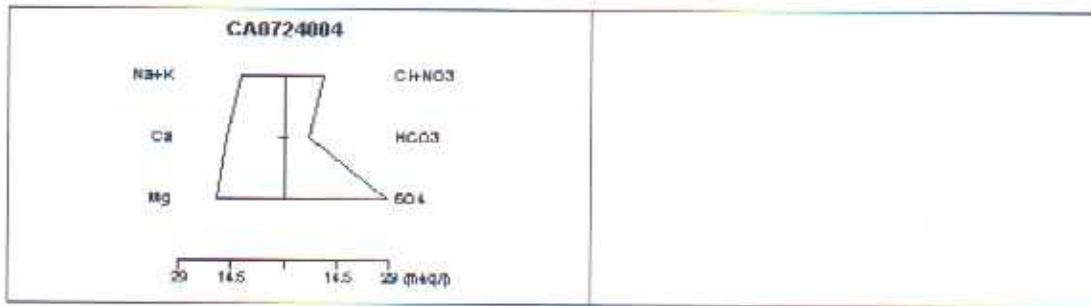 CA0724004
Na+K Cl+NO3
Ca HCO3
Mg SO4
29 14.5 14.5 29 (meq/l)